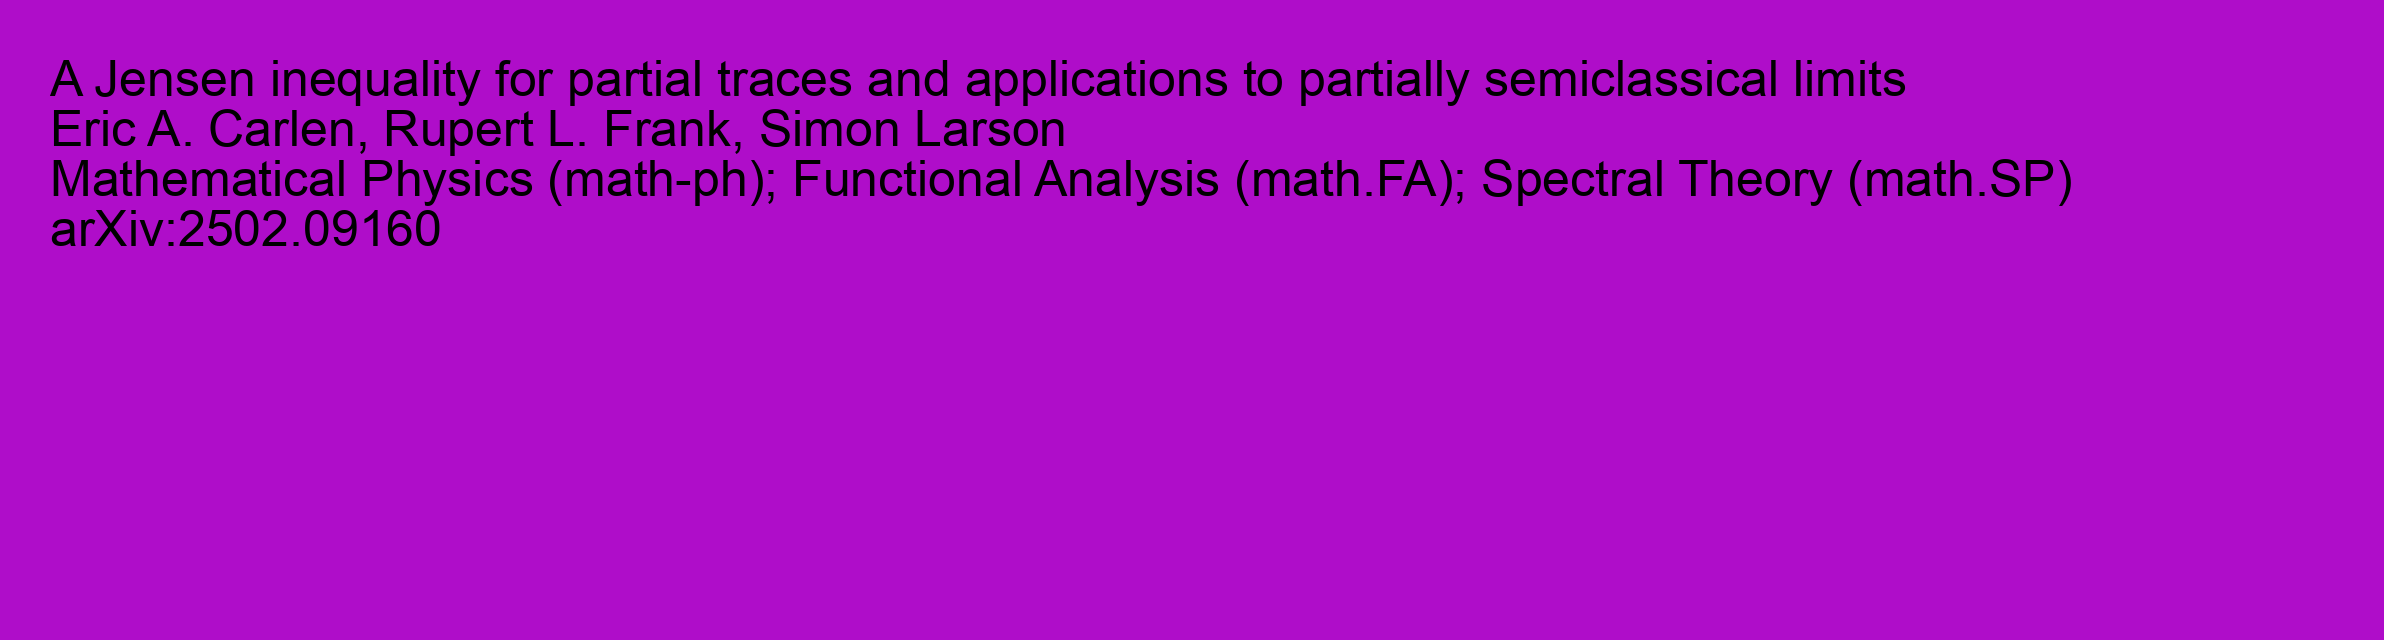 A Jensen inequality for partial traces and applications to partially semiclassical limits
Eric A. Carlen, Rupert L. Frank, Simon Larson
Mathematical Physics (math-ph); Functional Analysis (math.FA); Spectral Theory (math.SP)
arXiv:2502.09160